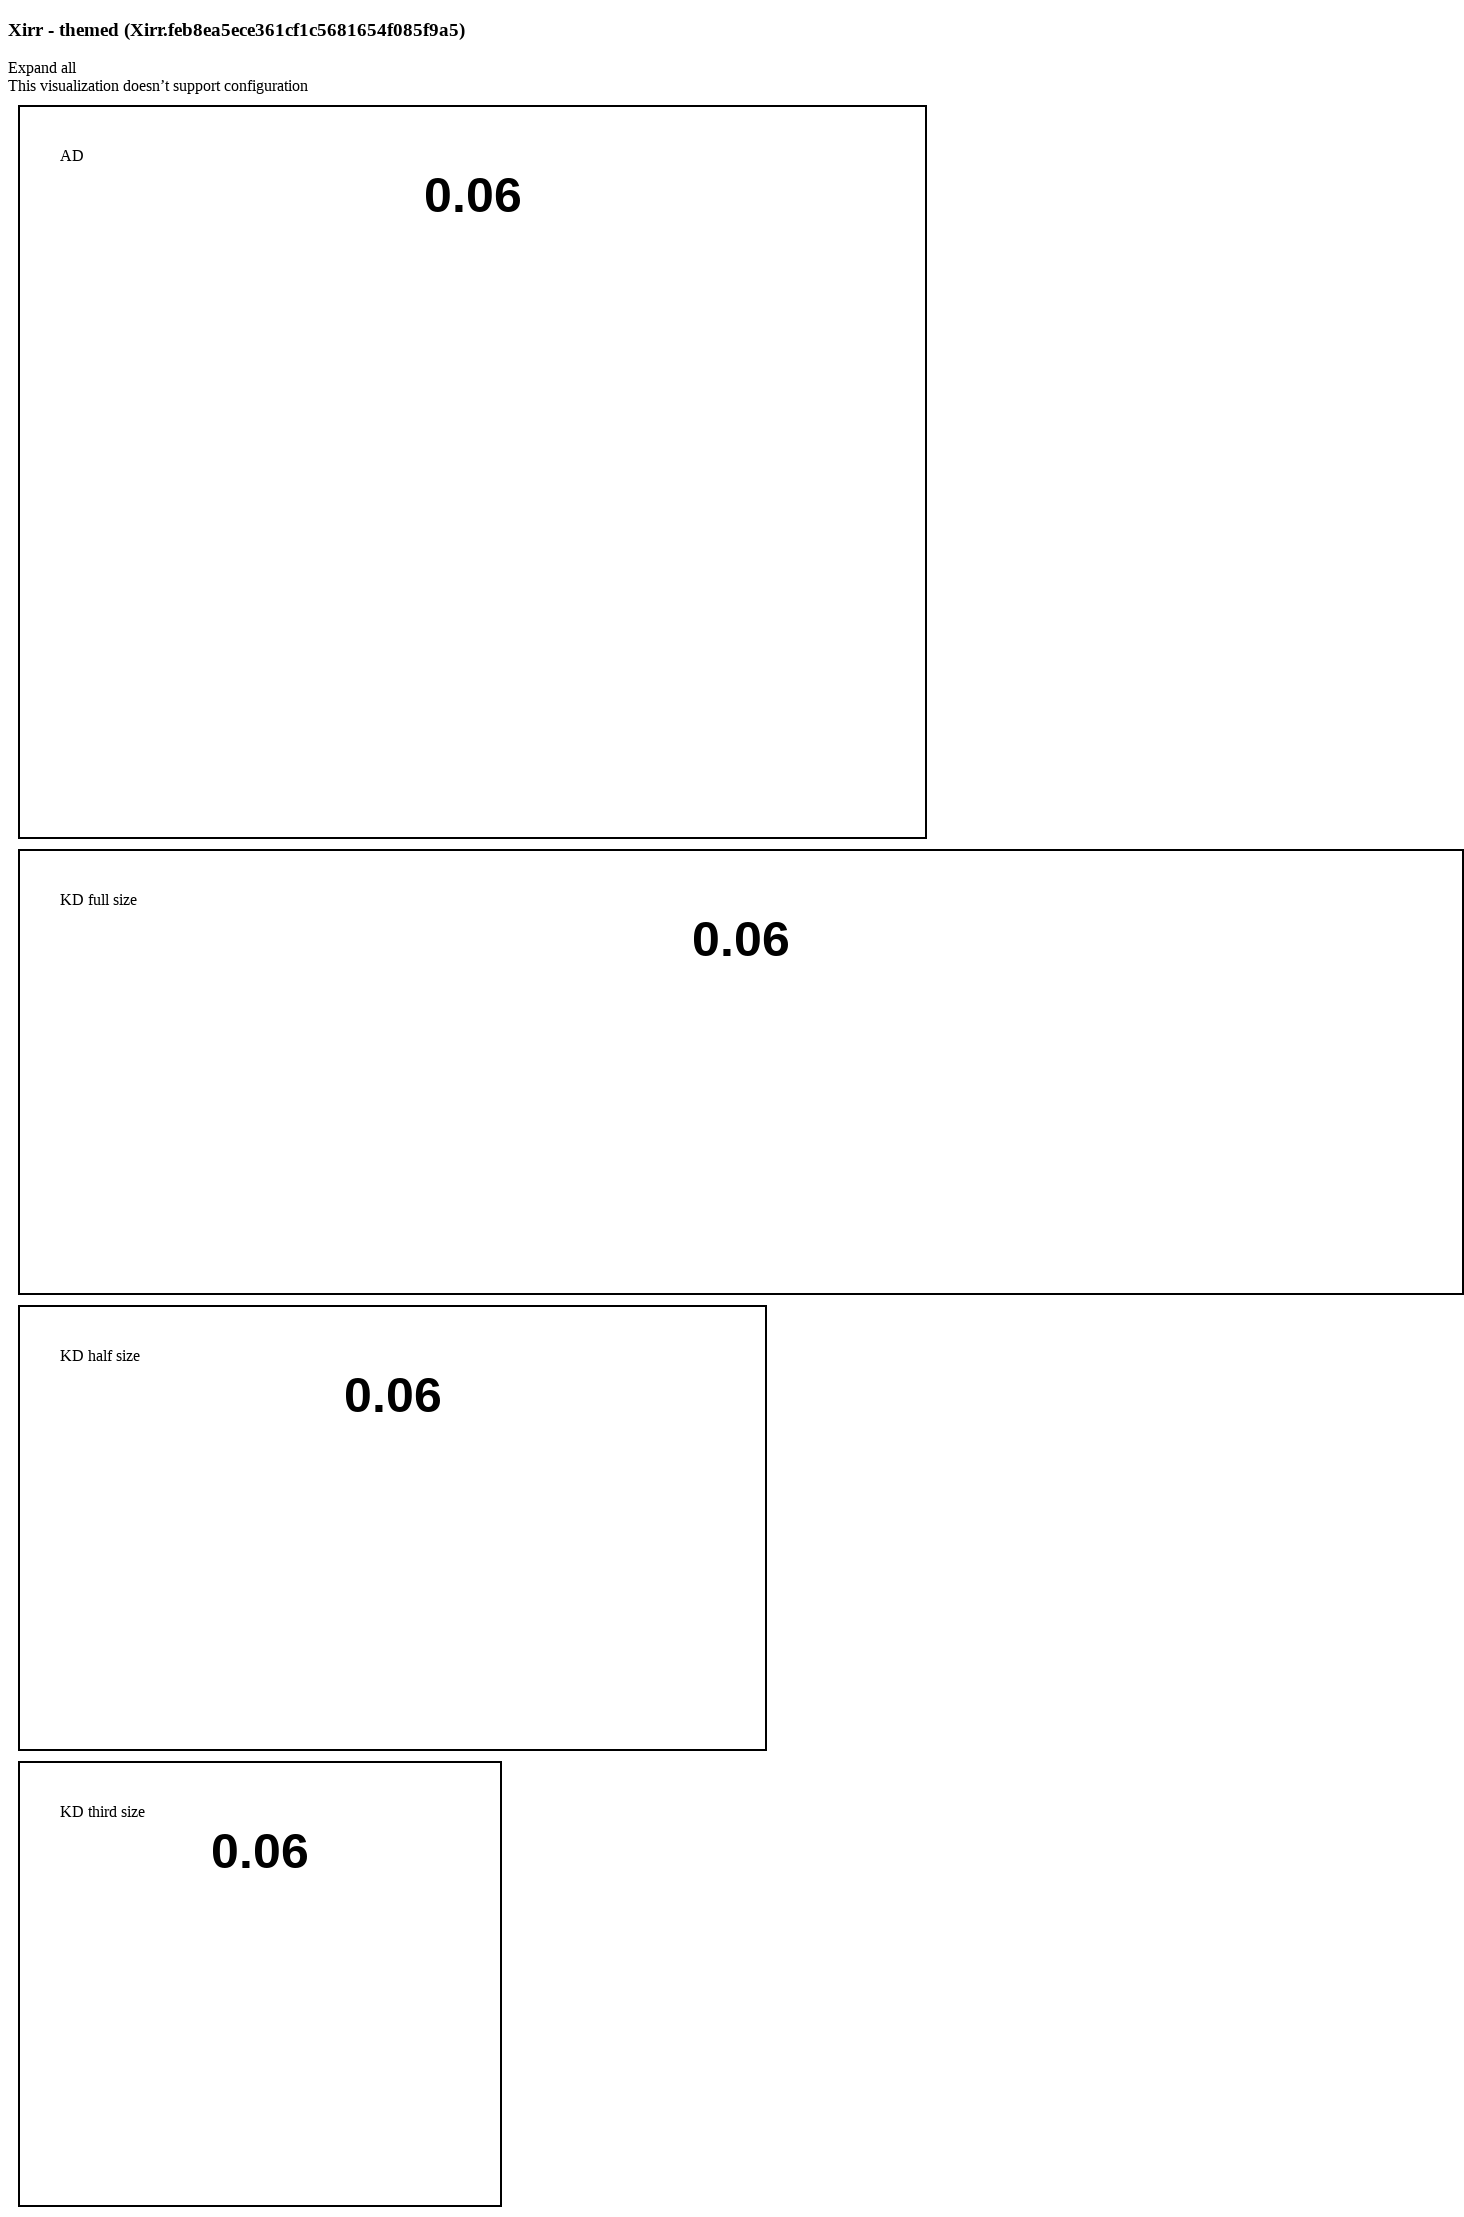 Xirr - themed (Xirr.feb8ea5ece361cf1c5681654f085f9a5)
Expand all
This visualization doesn’t support configuration
AD
0.06
KD full size
0.06
KD half size
0.06
KD third size
0.06